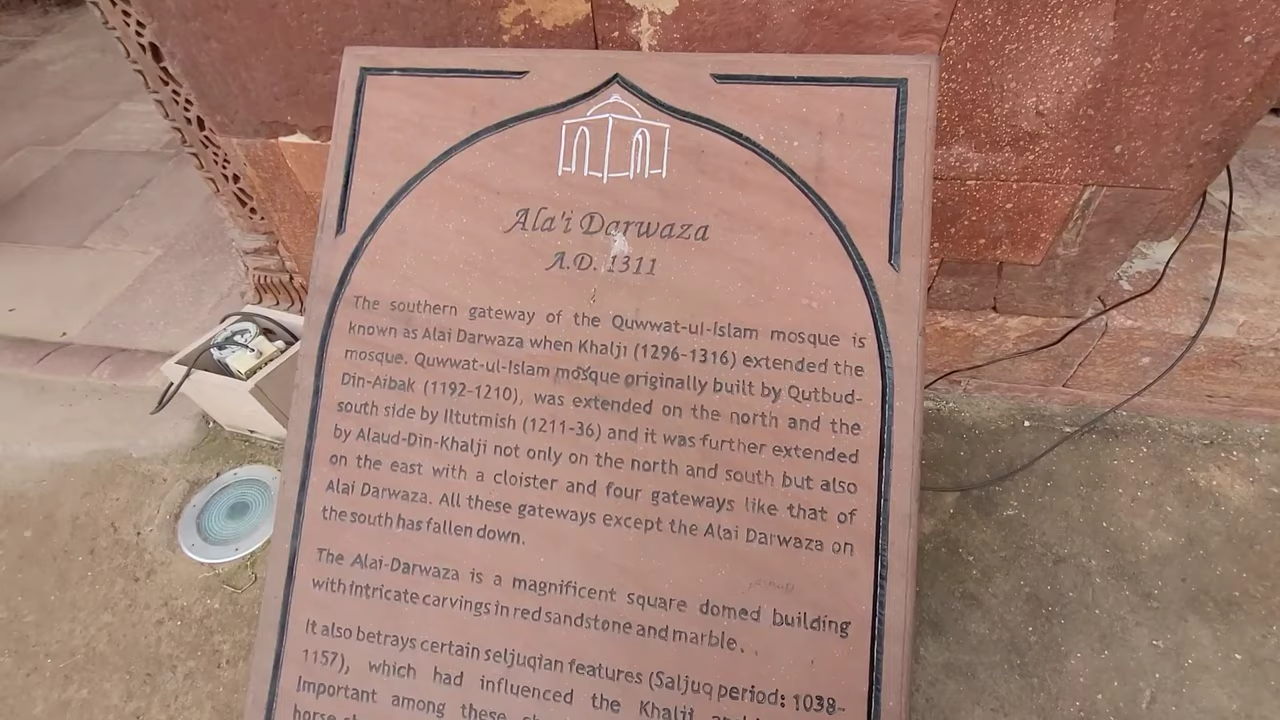 Ala'i Darwaza
A.D. 1311
The southern gateway of the Quwwat-ul-Islam mosque is
known as Alai Darwaza when Khalji (1296-1316) extended the
mosque. Quwwat-ul-Islam mosque originally built by Qutbud-
Din-Aibak (1192-1210), was extended on the north and the
south side by Iltutmish (1211-36) and it was further extended
by Alaud-Din-Khalji not only on the north and south but also
on the east with a cloister and four gateways like that of
Alai Darwaza. All these gateways except the Alai Darwaza on
the south has fallen down.
The Alai-Darwaza is a magnificent square domed building
with intricate carvings in red sandstone and marble.
It also betrays certain seljuqian features (Saljuq period: 1038-
1157), which had influenced the Khalji
Important among these